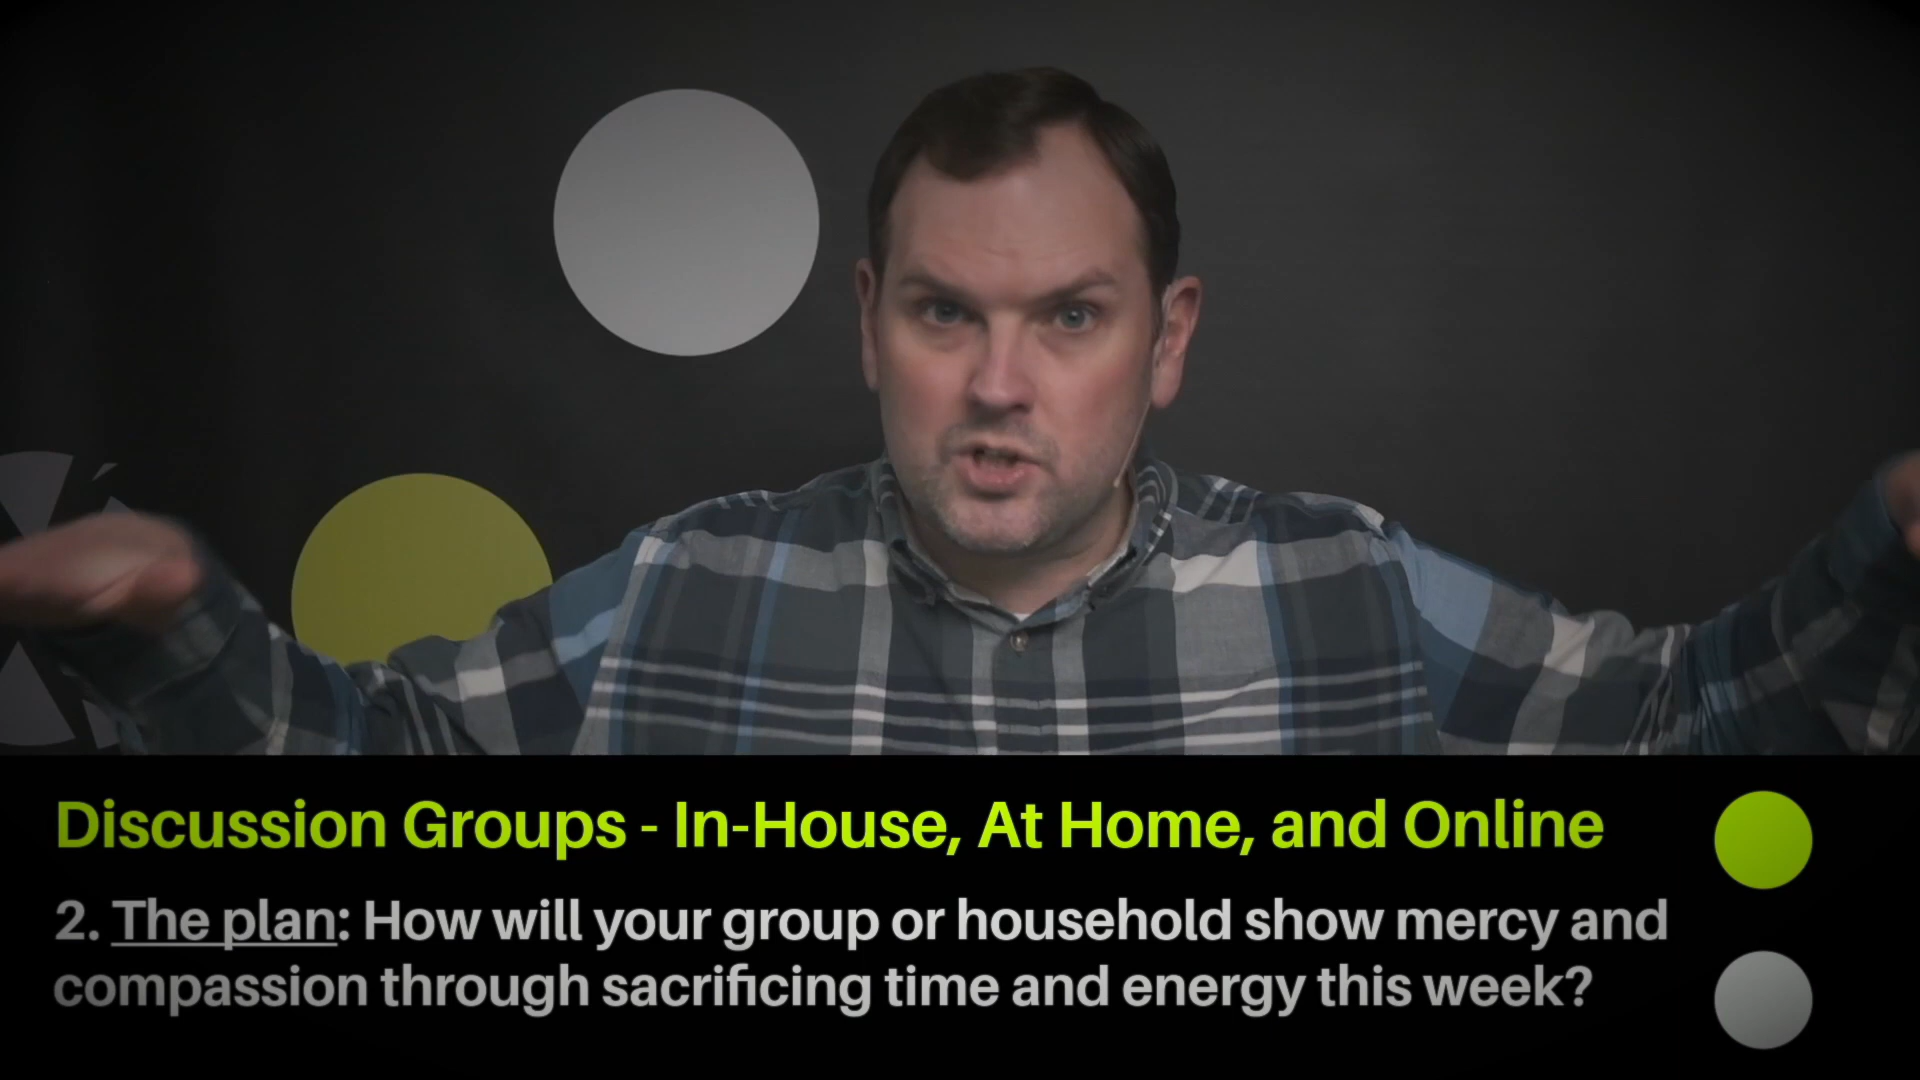 Discussion Groups - In-House, At Home, and Online
2. The plan: How will your group or household show mercy and
compassion through sacrificing time and energy this week?